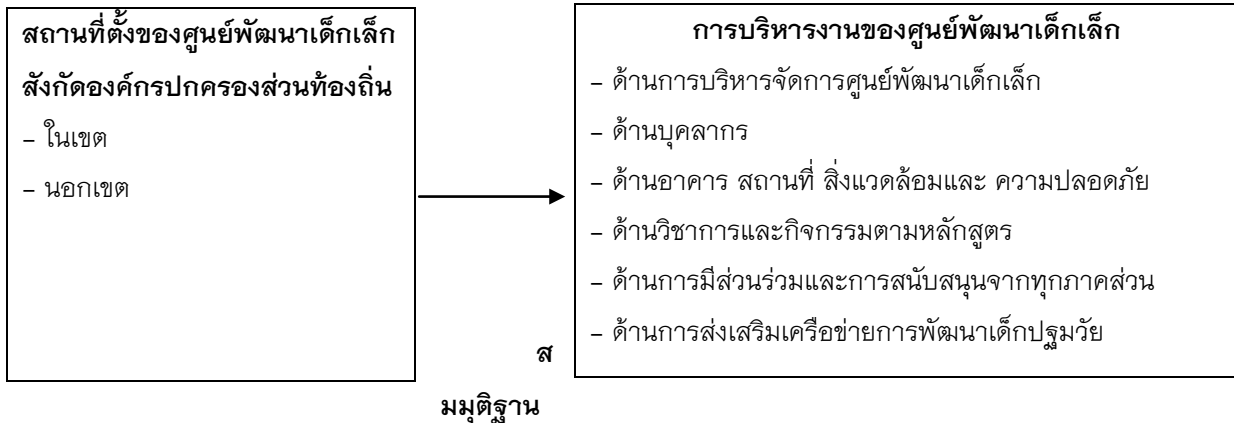 สถานที่ตั้งของศูนย์พัฒนาเด็กเล็ก
สังกัดองค์กรปกครองส่วนท้องถิ่น
– ในเขต
– นอกเขต
การบริหารงานของศูนย์พัฒนาเด็กเล็ก
– ด้านการบริหารจัดการศูนย์พัฒนาเด็กเล็ก
– ด้านบุคลากร
– ด้านอาคาร สถานที่ สิ่งแวดล้อมและ ความปลอดภัย
– ด้านวิชาการและกิจกรรมตามหลักสูตร
– ด้านการมีส่วนร่วมและการสนับสนุนจากทุกภาคส่วน
– ด้านการส่งเสริมเครือข่ายการพัฒนาเด็กปฐมวัย
ส
มมุติฐาน